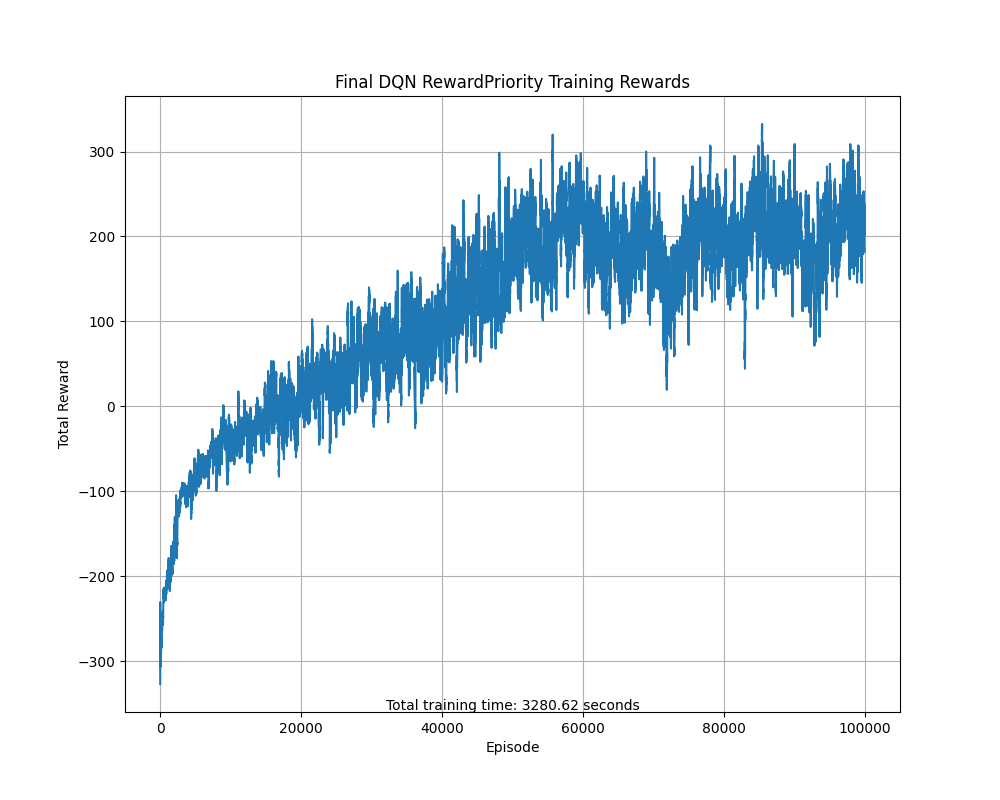 Final DQN RewardPriority Training Rewards
300
200
100
0
−100
−200
−300
Total Reward
Total training time: 3280.62 seconds
0 20000 40000 60000 80000 100000
Episode